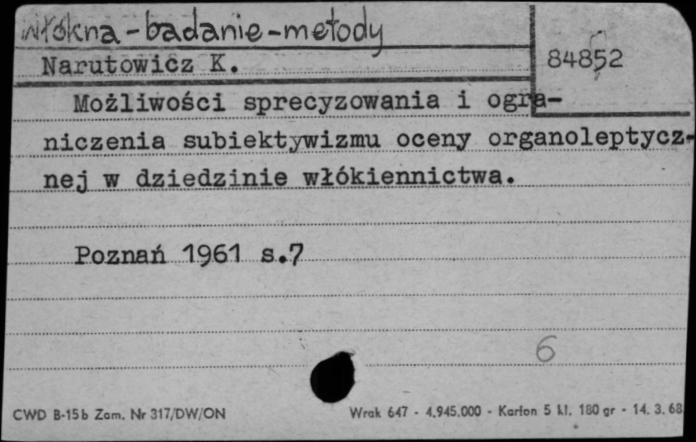 włókna-badanie-metody
Narutowicz K.
84852
Możliwości sprecyzowania i ogra-
niczenia subiektywizmu oceny organoleptycz-
nej w dziedzinie włókiennictwa.
Poznań 1961 s.7
6
CWD B-15b Zam. Nr 317/DW/ON
Wrak 647 - 4.945.000 - Karton 5 kl. 180 gr - 14. 3. 68